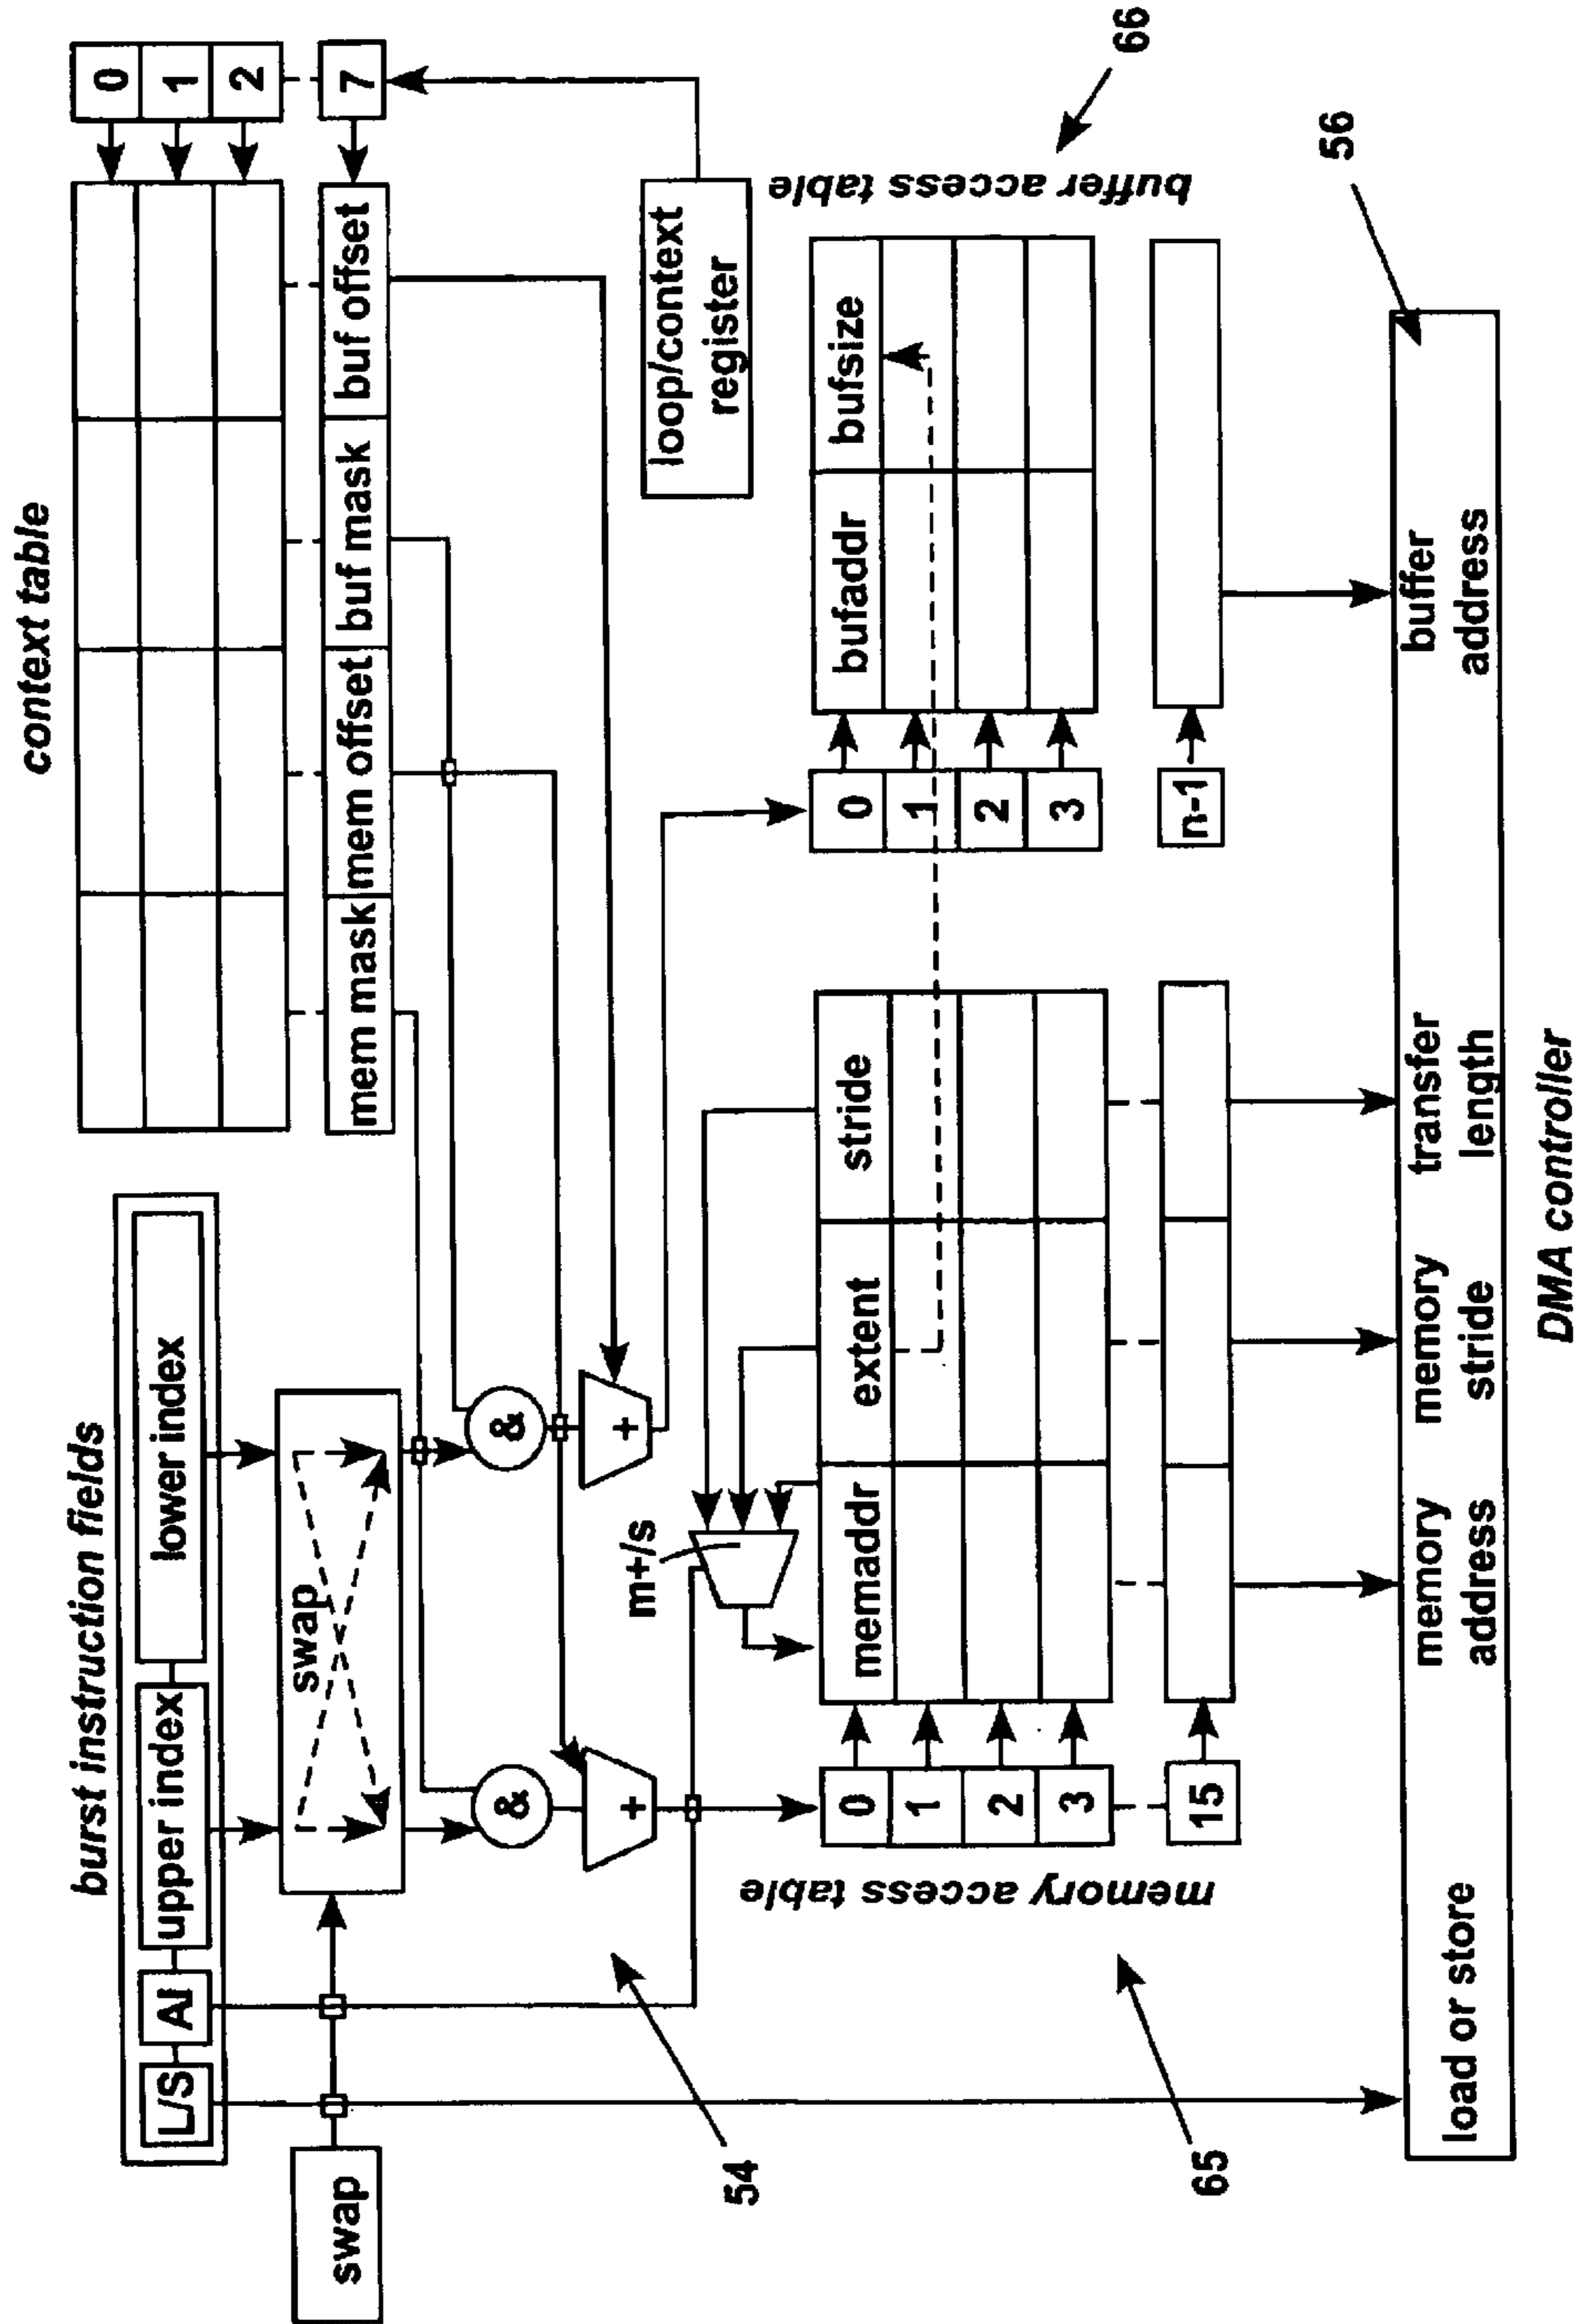 burst instruction fields
L/S
AI
upper index
lower index
swap
swap
context table
0
1
2
7
mem mask
mem offset
buf mask
buf offset
&
&
+
+
loop/context
register
54
m+/s
memory access table
0
1
2
3
15
memaddr
extent
stride
65
buffer access table
66
0
1
2
3
n-1
bufaddr
bufsize
56
load or store
memory
address
memory
stride
transfer
length
buffer
address
DMA controller